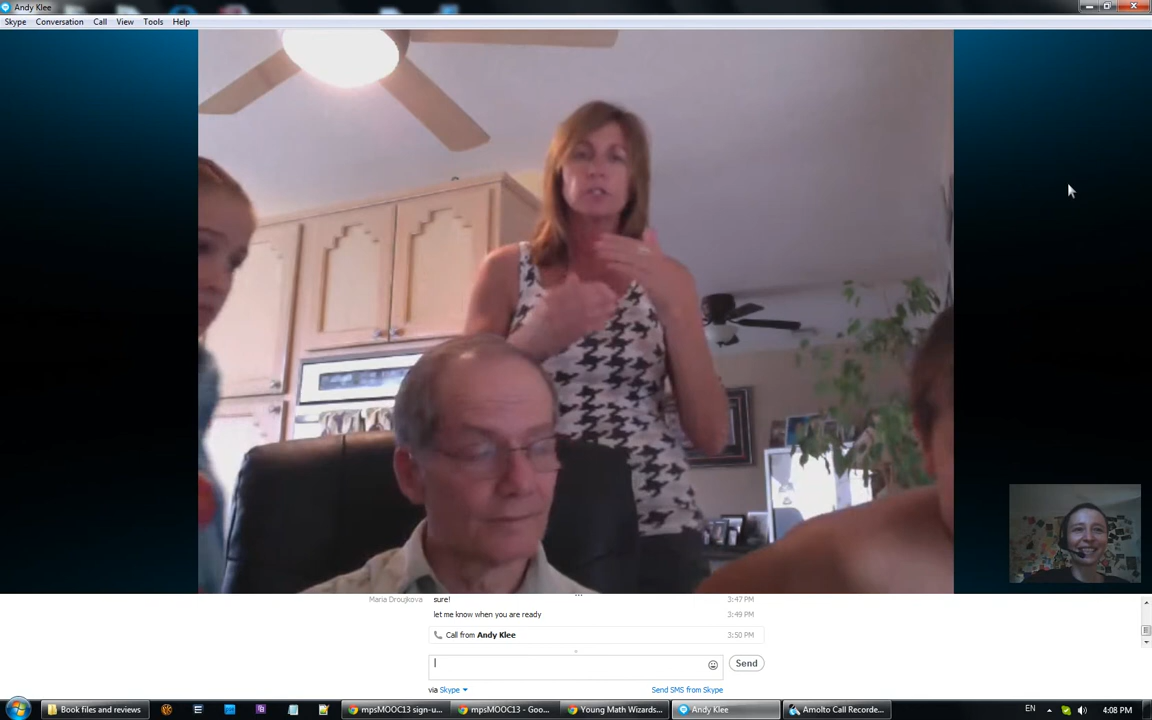 Andy Klee
Skype Conversation Call View Tools Help
Maria Droujkova sure! 3:47 PM
let me know when you are ready 3:49 PM
Call from Andy Klee 3:50 PM
Send
via Skype Send SMS from Skype
Book files and reviews mpsMOOC13 sign-u... mpsMOOC13 - Goo... Young Math Wizards... Andy Klee Amolto Call Recorde... EN 4:08 PM